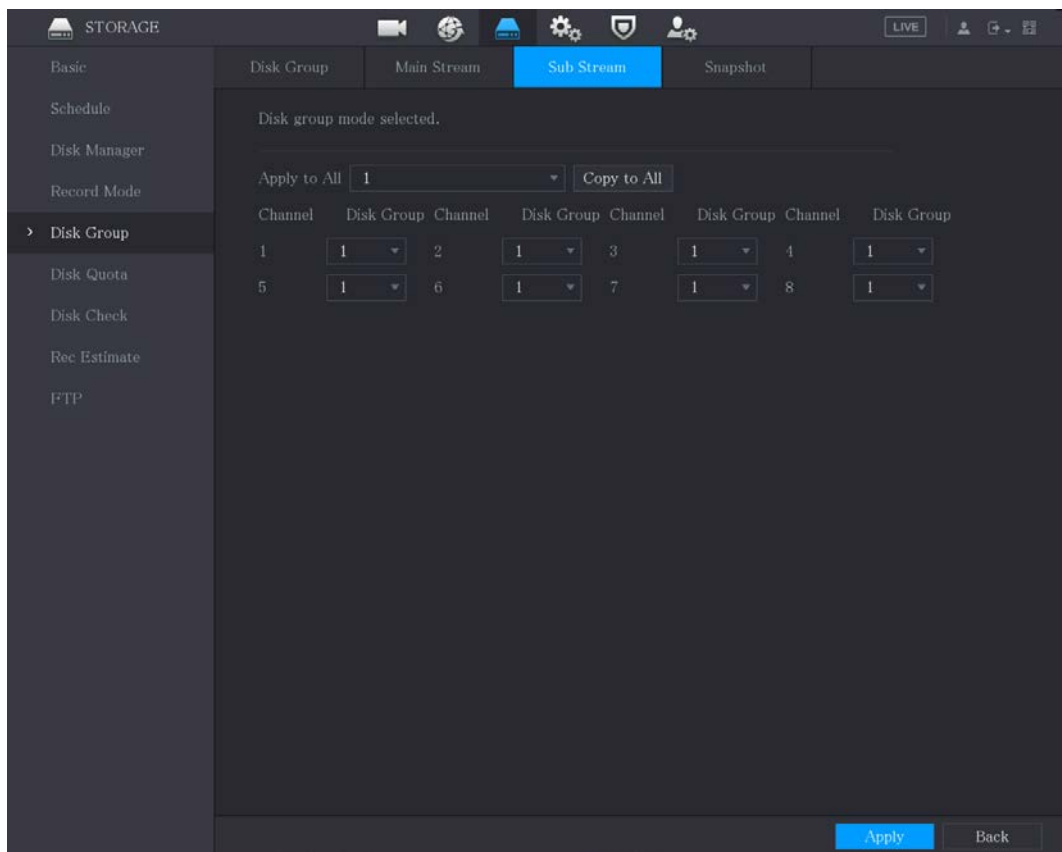 STORAGE
LIVE
Basic
Schedule
Disk Manager
Record Mode
Disk Group
Disk Quota
Disk Check
Rec Estimate
FTP
Disk Group Main Stream Sub Stream Snapshot
Disk group mode selected.
Apply to All 1 Copy to All
Channel Disk Group Channel Disk Group Channel Disk Group Channel Disk Group
1 1 2 1 3 1 4 1
5 1 6 1 7 1 8 1
Apply Back